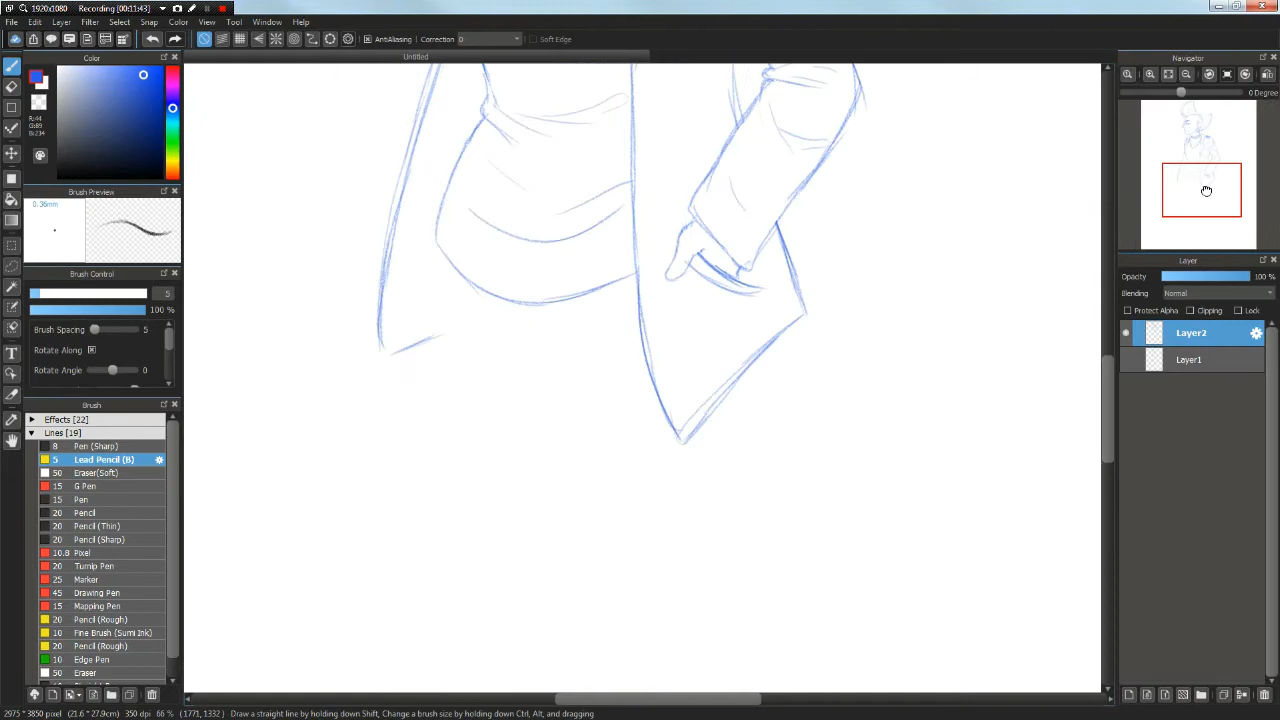 1920x1080 Recording [00:11:43]
File Edit Layer Filter Select Snap Color View Tool Window Help
AntiAliasing Correction 0 Soft Edge
Untitled
Color
R:44
G:89
B:234
Brush Preview
0.36mm
Brush Control
5
100 %
Brush Spacing 5
Rotate Along
Rotate Angle 0
Brush
Effects [22]
Lines [19]
8 Pen (Sharp)
5 Lead Pencil (B)
50 Eraser(Soft)
15 G Pen
15 Pen
20 Pencil
20 Pencil (Thin)
20 Pencil (Sharp)
10.8 Pixel
20 Turnip Pen
25 Marker
45 Drawing Pen
15 Mapping Pen
20 Pencil (Rough)
10 Fine Brush (Sumi Ink)
20 Pencil (Rough)
10 Edge Pen
50 Eraser
Navigator
0 Degree
Layer
Opacity 100 %
Blending Normal
Protect Alpha Clipping Lock
Layer2
Layer1
2975 * 3850 pixel (21.6 * 27.9cm) 350 dpi 66 % (1771, 1332) Draw a straight line by holding down Shift, Change a brush size by holding down Ctrl, Alt, and dragging